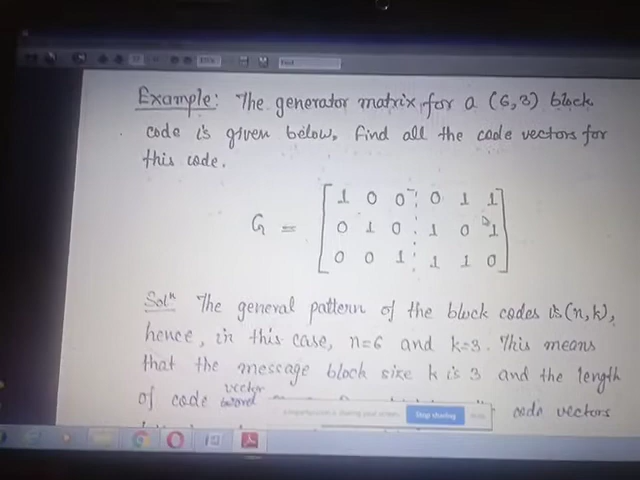 Example: The generator matrix, for a (6,3) block
code is given below. Find all the code vectors for
this code.
G = [ 1 0 0 : 0 1 1
0 1 0 : 1 0 1
0 0 1 : 1 1 0 ]
Solⁿ The general pattern of the block codes is (n,k),
hence, in this case, n=6 and k=3. This means
that the message block size k is 3 and the length
of code vector
code vectors
Stop sharing